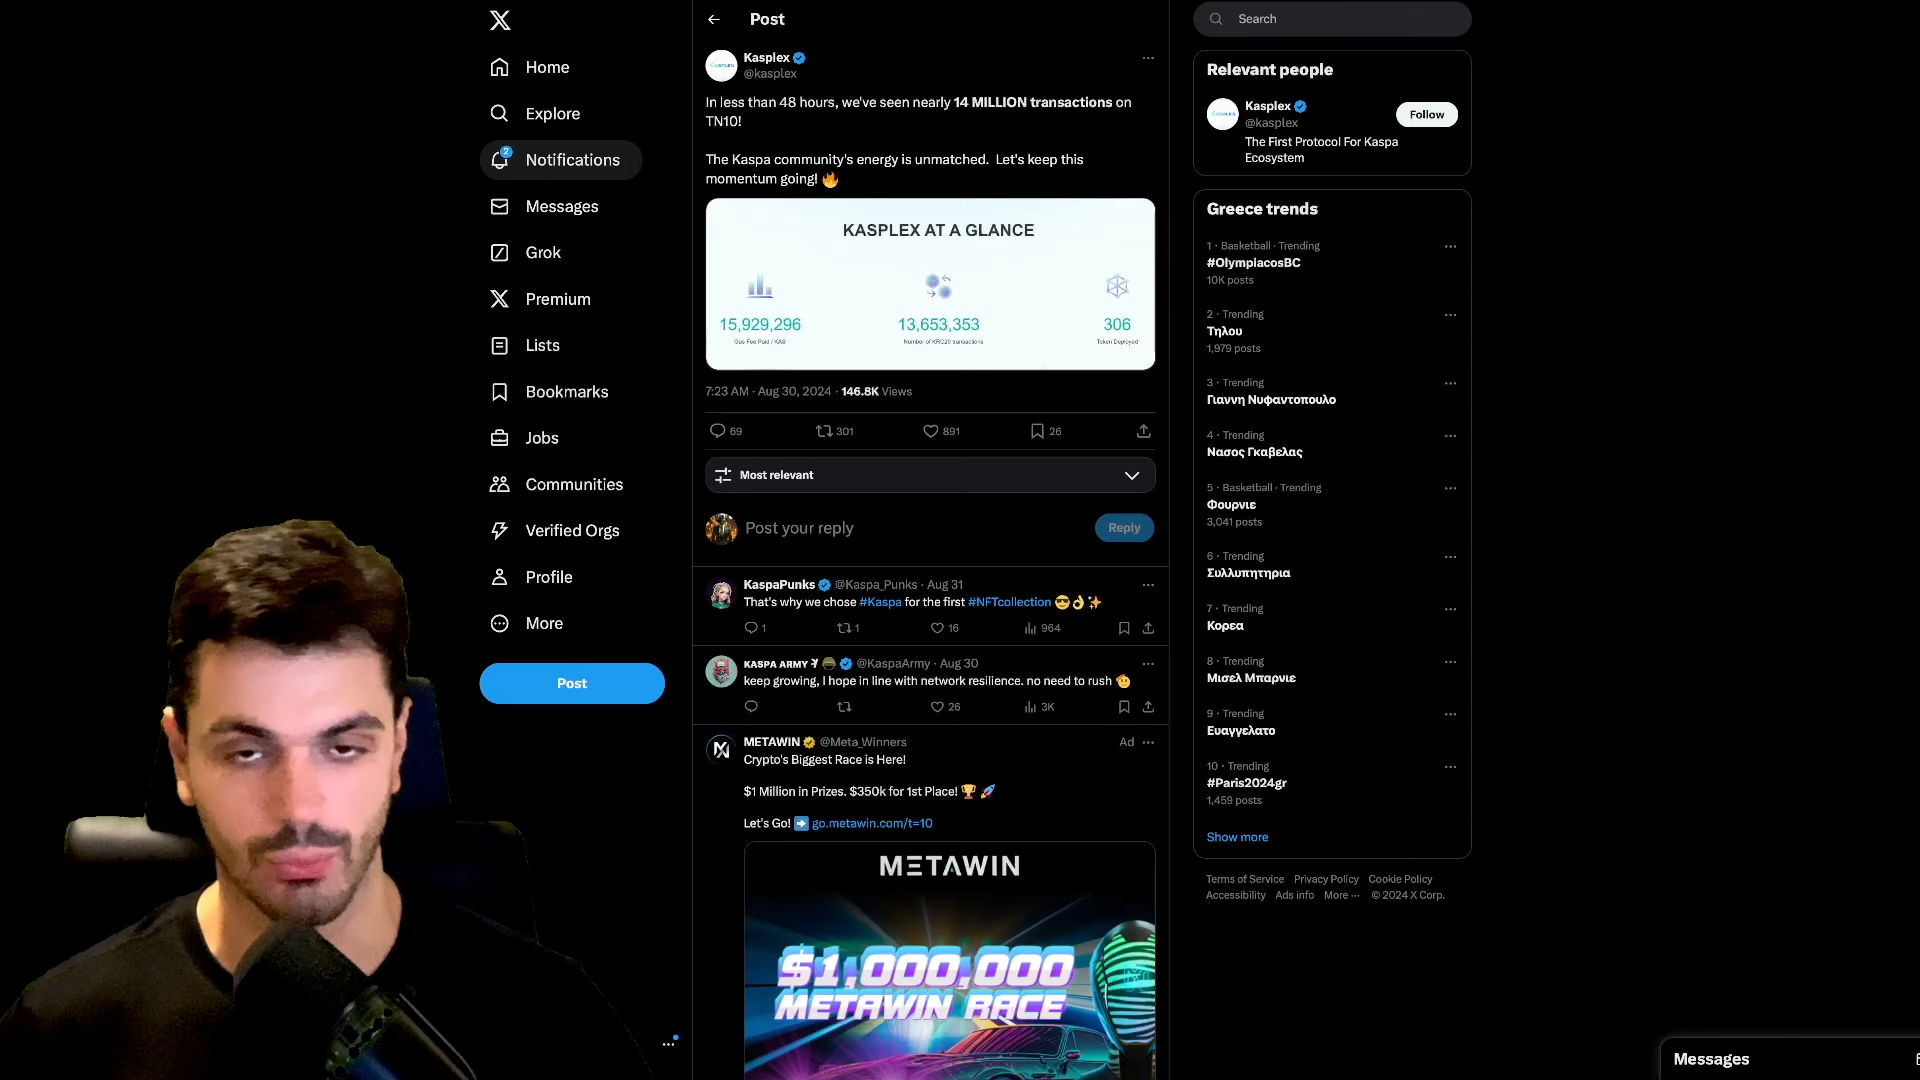 Home
Explore
2
Notifications
Messages
Grok
Premium
Lists
Bookmarks
Jobs
Communities
Verified Orgs
Profile
More
Post
Post
Kasplex
@kasplex
In less than 48 hours, we've seen nearly 14 MILLION transactions on
TN10!
The Kaspa community's energy is unmatched. Let's keep this
momentum going! 🔥
KASPLEX AT A GLANCE
15,929,296
Gas Fee Paid / KAS
13,653,353
Number of KRC20 transactions
306
Token Deployed
7:23 AM · Aug 30, 2024 · 146.8K Views
69 301 891 26
Most relevant
Post your reply
Reply
KaspaPunks @Kaspa_Punks · Aug 31
That's why we chose #Kaspa for the first #NFTcollection 😎👌✨
1 1 16 964
KASPA ARMY @KaspaArmy · Aug 30
keep growing, I hope in line with network resilience. no need to rush 🫡
26 3K
METAWIN @Meta_Winners Ad
Crypto's Biggest Race is Here!
$1 Million in Prizes. $350k for 1st Place! 🏆 🚀
Let's Go! ➡️ go.metawin.com/t=10
METAWIN
$1,000,000
METAWIN RACE
Search
Relevant people
Kasplex
@kasplex
Follow
The First Protocol For Kaspa
Ecosystem
Greece trends
1 · Basketball · Trending
#OlympiacosBC
10K posts
2 · Trending
Τηλου
1,979 posts
3 · Trending
Γιαννη Νυφαντοπουλο
4 · Trending
Νασος Γκαβελας
5 · Basketball · Trending
Φουρνιε
3,041 posts
6 · Trending
Συλλυπητηρια
7 · Trending
Κορεα
8 · Trending
Μισελ Μπαρνιε
9 · Trending
Ευαγγελατο
10 · Trending
#Paris2024gr
1,459 posts
Show more
Terms of Service Privacy Policy Cookie Policy
Accessibility Ads info More ··· © 2024 X Corp.
Messages